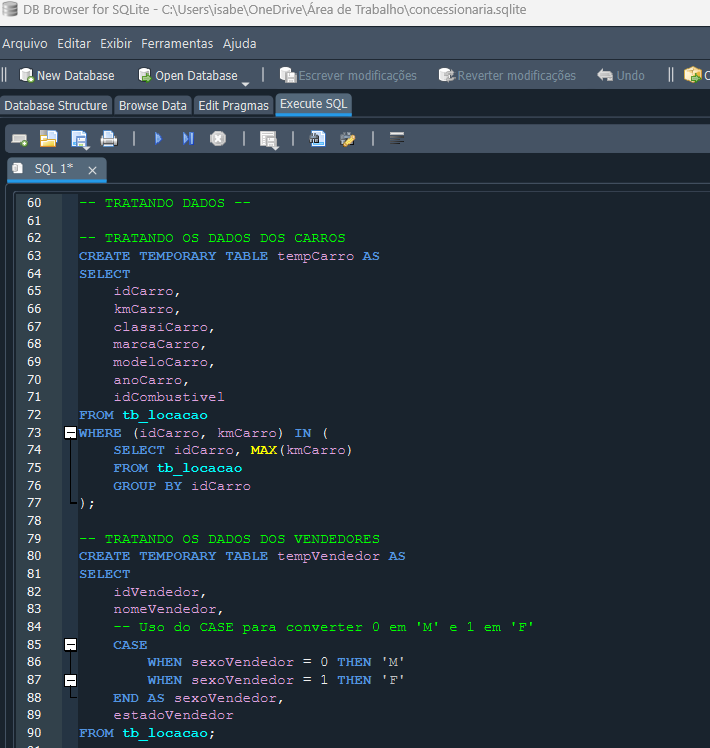 DB Browser for SQLite - C:\Users\isabe\OneDrive\Área de Trabalho\concessionaria.sqlite
Arquivo Editar Exibir Ferramentas Ajuda
New Database Open Database Escrever modificações Reverter modificações Undo
Database Structure Browse Data Edit Pragmas Execute SQL
SQL 1*
60 -- TRATANDO DADOS --
61
62 -- TRATANDO OS DADOS DOS CARROS
63 CREATE TEMPORARY TABLE tempCarro AS
64 SELECT
65 idCarro,
66 kmCarro,
67 classiCarro,
68 marcaCarro,
69 modeloCarro,
70 anoCarro,
71 idCombustivel
72 FROM tb_locacao
73 WHERE (idCarro, kmCarro) IN (
74 SELECT idCarro, MAX(kmCarro)
75 FROM tb_locacao
76 GROUP BY idCarro
77 );
78
79 -- TRATANDO OS DADOS DOS VENDEDORES
80 CREATE TEMPORARY TABLE tempVendedor AS
81 SELECT
82 idVendedor,
83 nomeVendedor,
84 -- Uso do CASE para converter 0 em 'M' e 1 em 'F'
85 CASE
86 WHEN sexoVendedor = 0 THEN 'M'
87 WHEN sexoVendedor = 1 THEN 'F'
88 END AS sexoVendedor,
89 estadoVendedor
90 FROM tb_locacao;